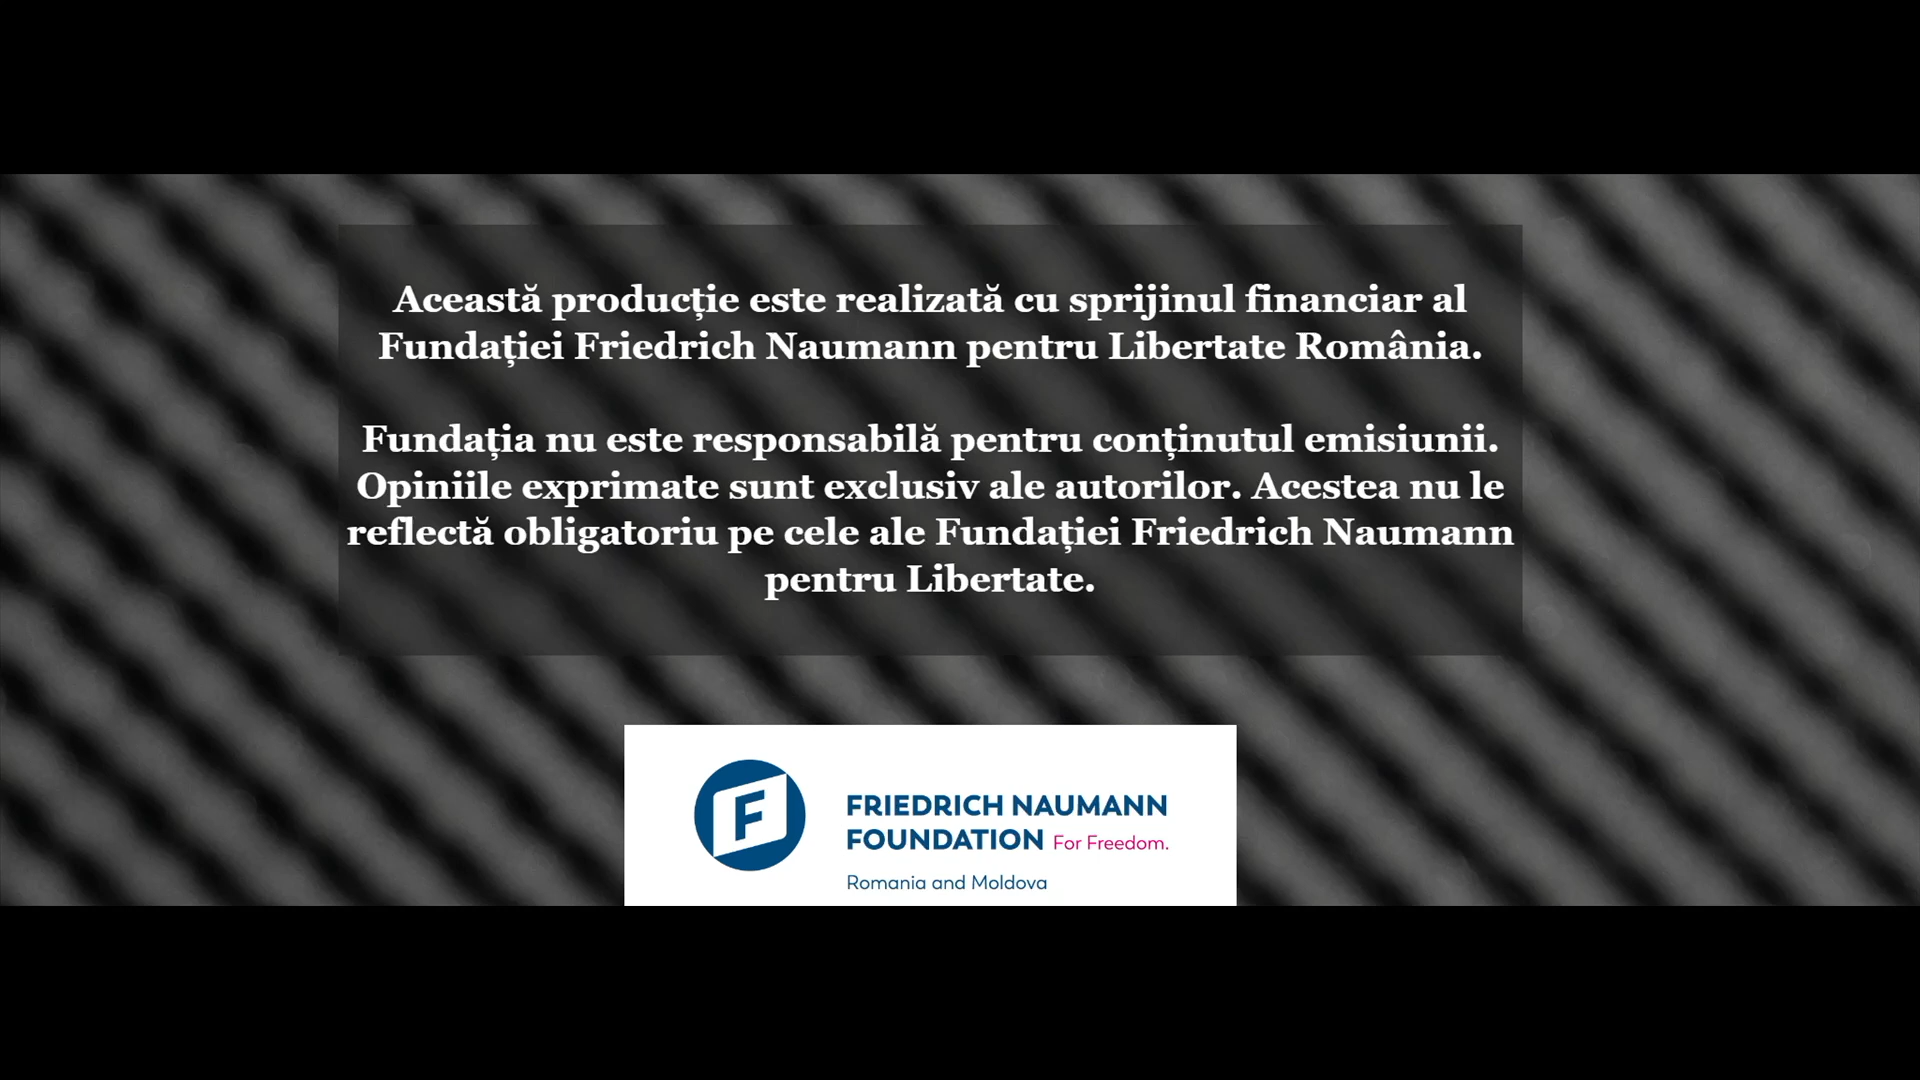 Această producție este realizată cu sprijinul financiar al
Fundației Friedrich Naumann pentru Libertate România.
Fundația nu este responsabilă pentru conținutul emisiunii.
Opiniile exprimate sunt exclusiv ale autorilor. Acestea nu le
reflectă obligatoriu pe cele ale Fundației Friedrich Naumann
pentru Libertate.
F
FRIEDRICH NAUMANN
FOUNDATION For Freedom.
Romania and Moldova